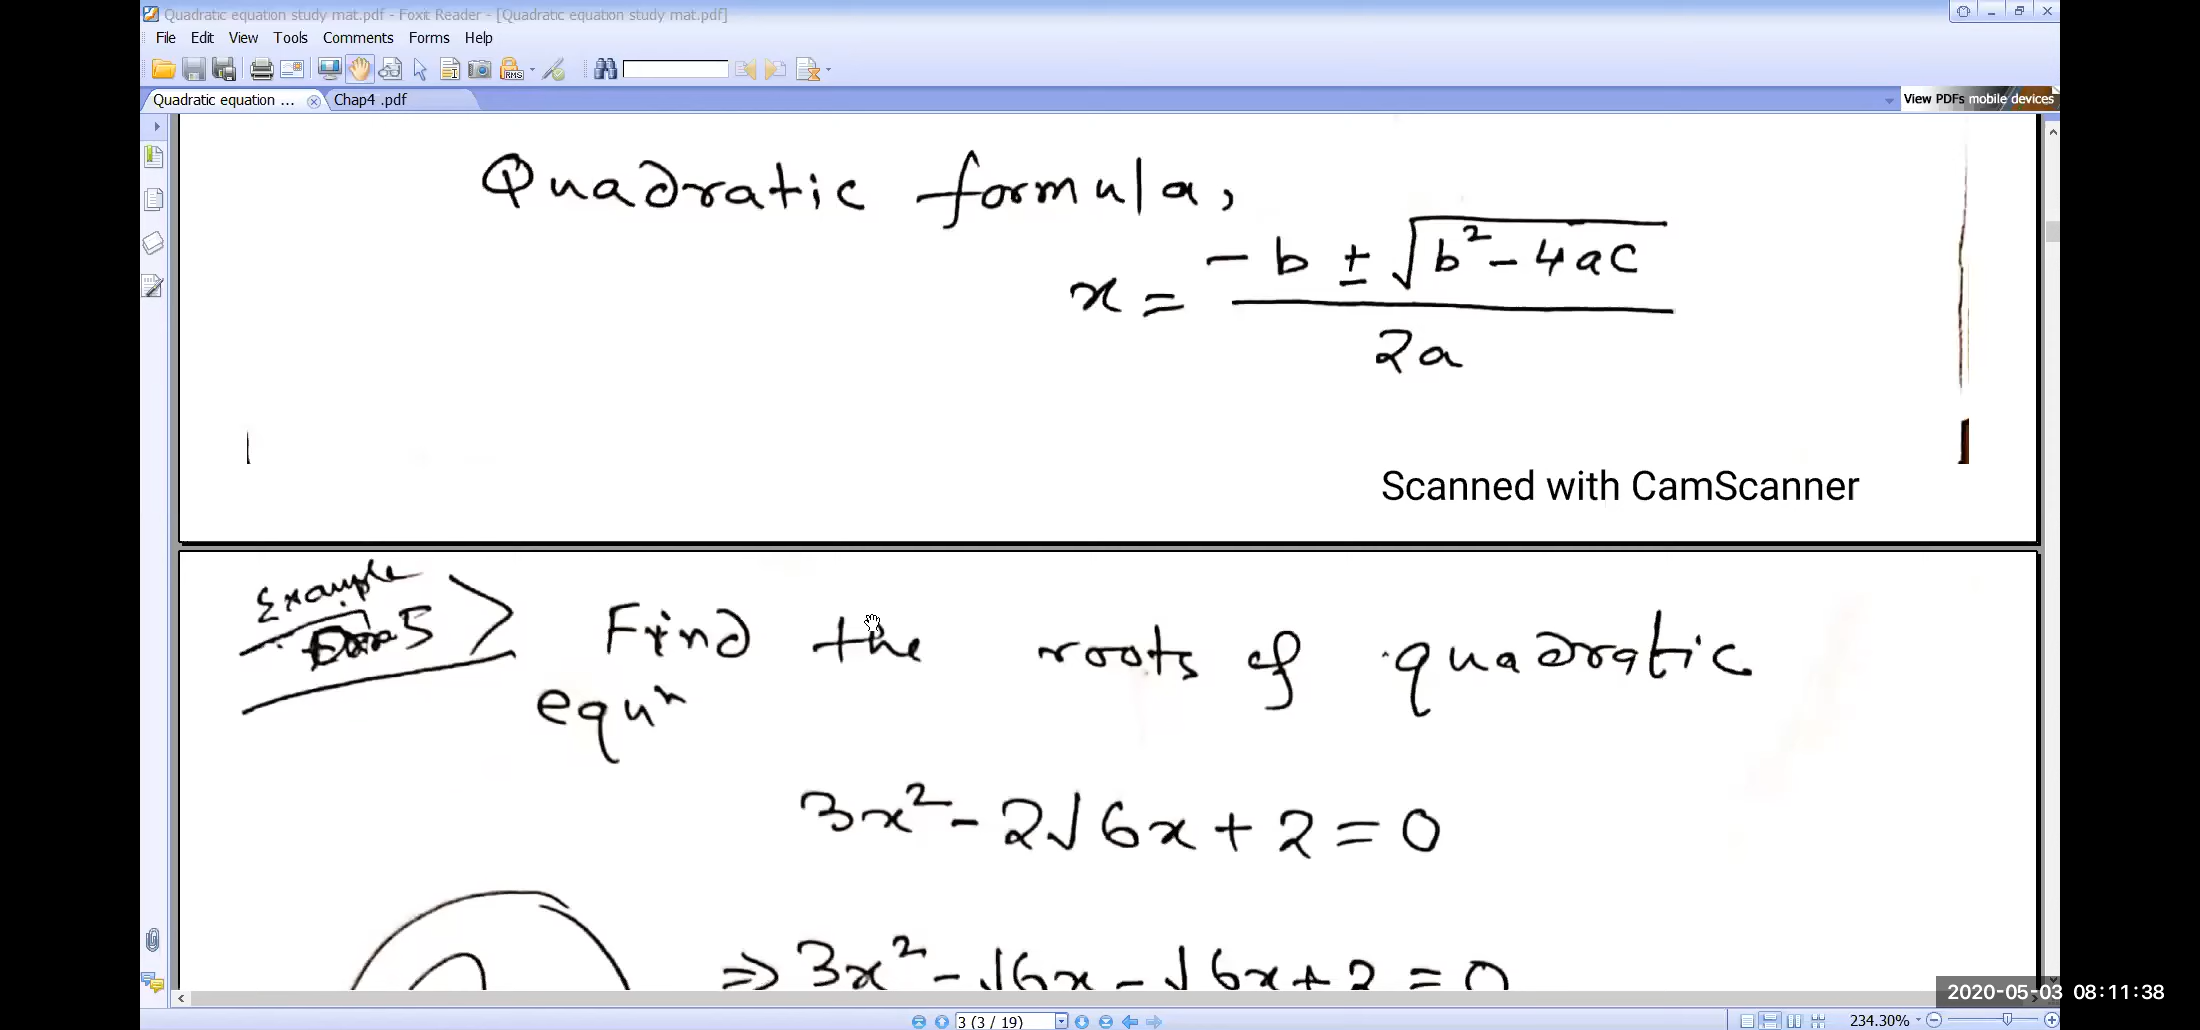 Quadratic equation study mat.pdf - Foxit Reader - [Quadratic equation study mat.pdf]
File Edit View Tools Comments Forms Help
RMS
Quadratic equation ... Chap4 .pdf
View PDFs mobile devices
Quadratic formula,
x = -b ± √(b² - 4ac) / 2a
Scanned with CamScanner
Example
5
Find the roots of quadratic
equⁿ
3x² - 2√6x + 2 = 0
⇒ 3x² - √6x - √6x + 2 = 0
2020-05-03 08:11:38
3 (3 / 19)
234.30%